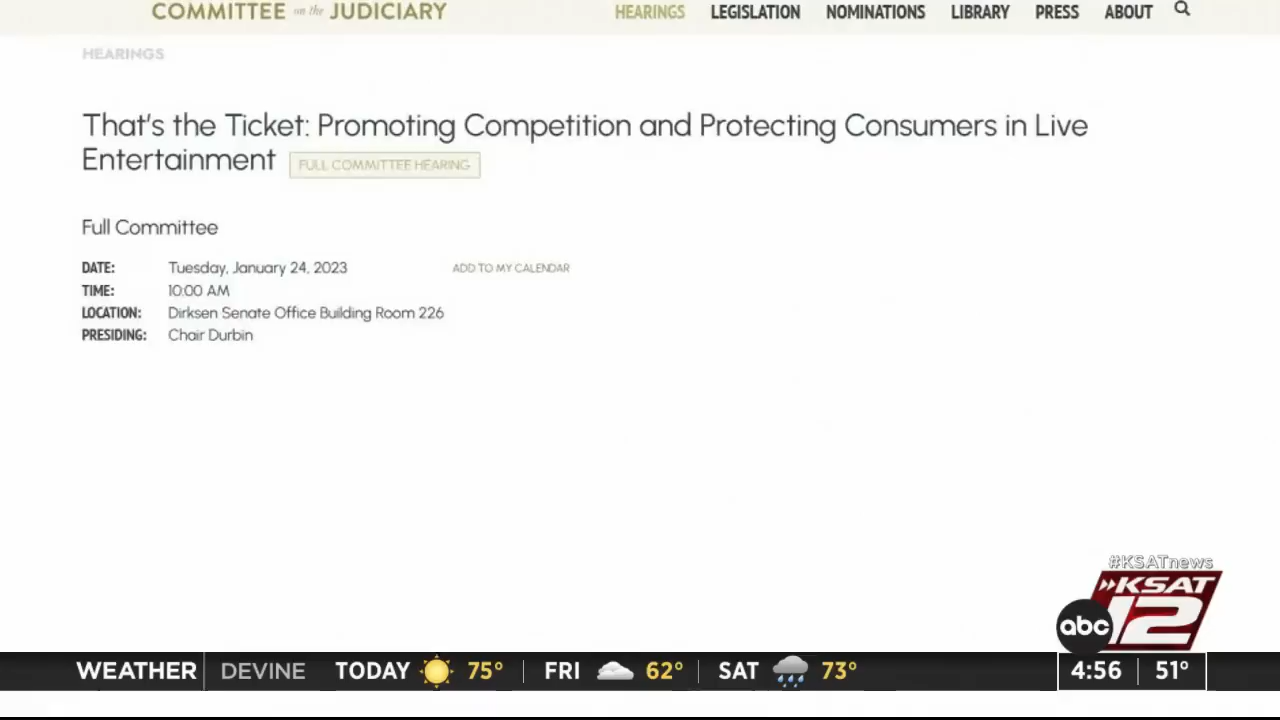 COMMITTEE on the JUDICIARY HEARINGS LEGISLATION NOMINATIONS LIBRARY PRESS ABOUT
HEARINGS
That's the Ticket: Promoting Competition and Protecting Consumers in Live
Entertainment FULL COMMITTEE HEARING
Full Committee
DATE: Tuesday, January 24, 2023 ADD TO MY CALENDAR
TIME: 10:00 AM
LOCATION: Dirksen Senate Office Building Room 226
PRESIDING: Chair Durbin
#KSATnews
KSAT
abc 12
WEATHER DEVINE TODAY 75° FRI 62° SAT 73° 4:56 51°